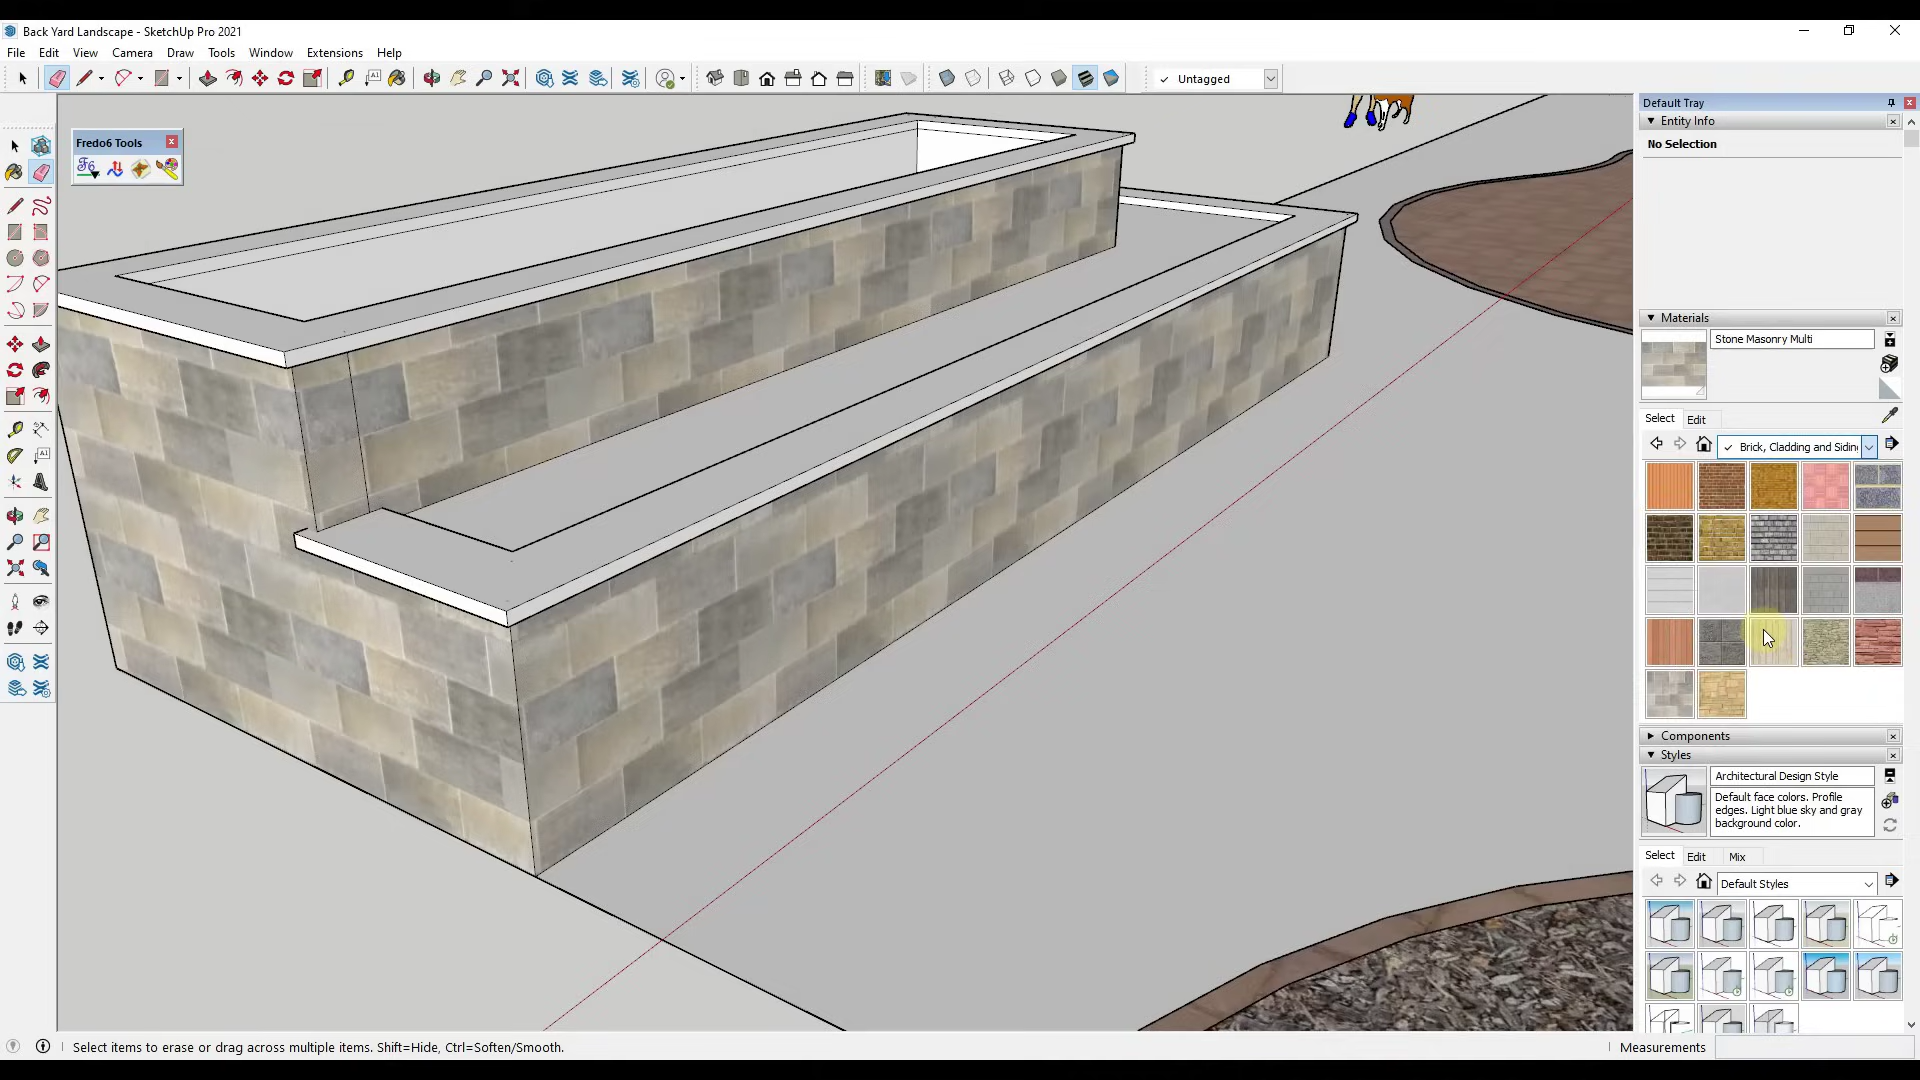 Back Yard Landscape - SketchUp Pro 2021
File Edit View Camera Draw Tools Window Extensions Help
Untagged
Default Tray
Fredo6 Tools
Entity Info
No Selection
Materials
Stone Masonry Multi
Select Edit
Brick, Cladding and Sidin
Components
Styles
Architectural Design Style
Default face colors. Profile
edges. Light blue sky and gray
background color.
Select Edit Mix
Default Styles
Select items to erase or drag across multiple items. Shift=Hide, Ctrl=Soften/Smooth.
Measurements